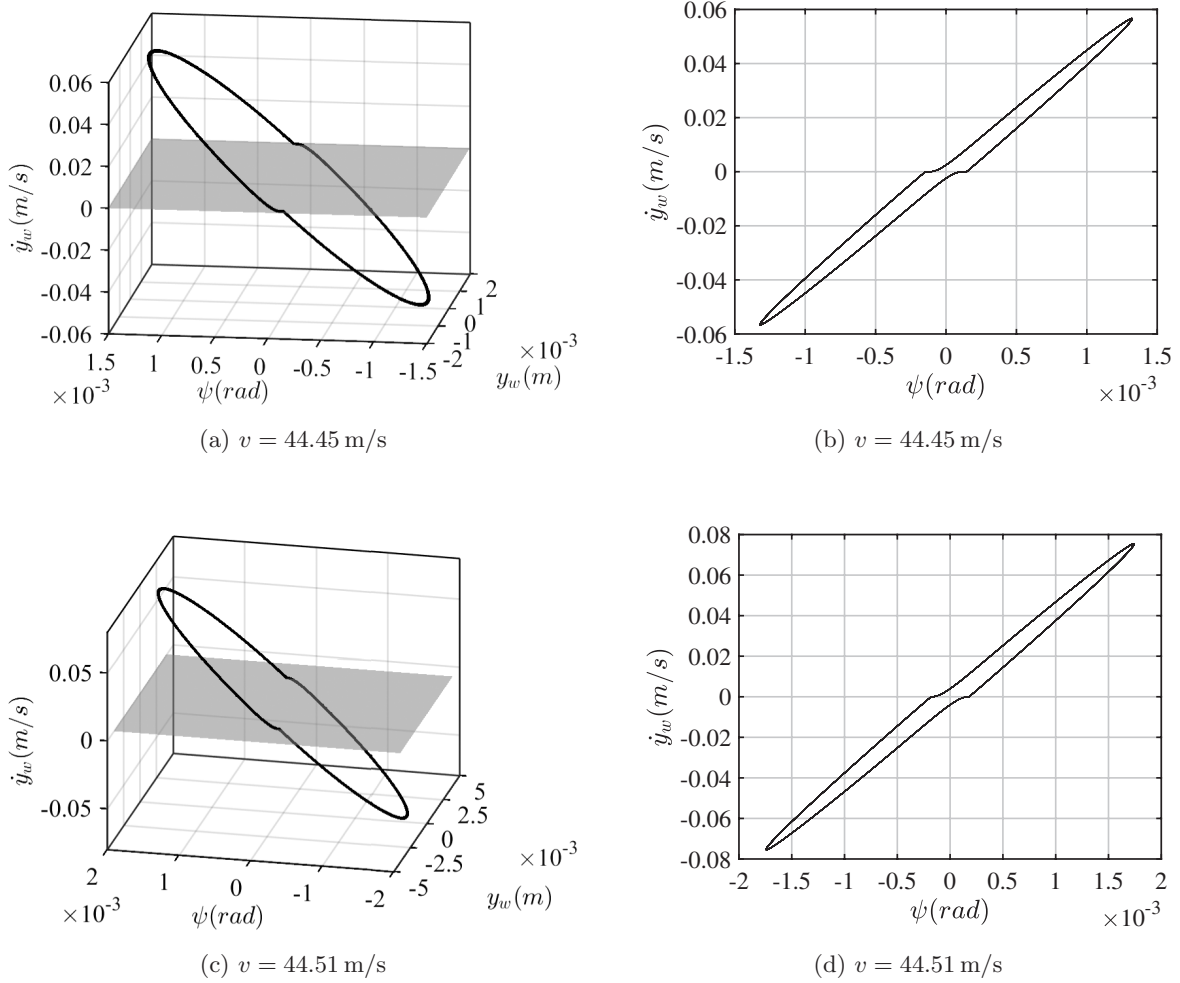 0.06
0.04
0.02
0
-0.02
-0.04
-0.06
ẏ_w(m/s)
1.5 1 0.5 0 -0.5 -1 -1.5
×10⁻³
ψ(rad)
2
1
0
-1
-2
×10⁻³
y_w(m)
(a) v = 44.45 m/s
0.06
0.04
0.02
0
-0.02
-0.04
-0.06
ẏ_w(m/s)
-1.5 -1 -0.5 0 0.5 1 1.5
ψ(rad)
×10⁻³
(b) v = 44.45 m/s
0.05
0
-0.05
ẏ_w(m/s)
2 1 0 -1 -2
×10⁻³
ψ(rad)
5
2.5
0
-2.5
-5
×10⁻³
y_w(m)
(c) v = 44.51 m/s
0.08
0.06
0.04
0.02
0
-0.02
-0.04
-0.06
-0.08
ẏ_w(m/s)
-2 -1.5 -1 -0.5 0 0.5 1 1.5 2
ψ(rad)
×10⁻³
(d) v = 44.51 m/s